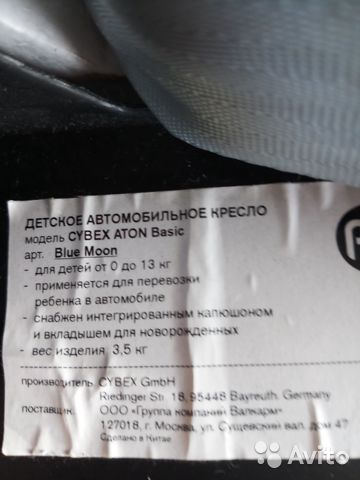 ДЕТСКОЕ АВТОМОБИЛЬНОЕ КРЕСЛО
модель CYBEX ATON Basic
арт. Blue Moon
- для детей от 0 до 13 кг
- применяется для перевозки
ребенка в автомобиле
- снабжен интегрированным капюшоном
и вкладышем для новорожденных
- вес изделия 3,5 кг
производитель: CYBEX GmbH
Riedinger Str. 18, 95448 Bayreuth, Germany
поставщик: ООО «Группа компаний Валкарм»
127018, г. Москва, ул. Сущевский вал, дом 47
Сделано в Китае
Avito